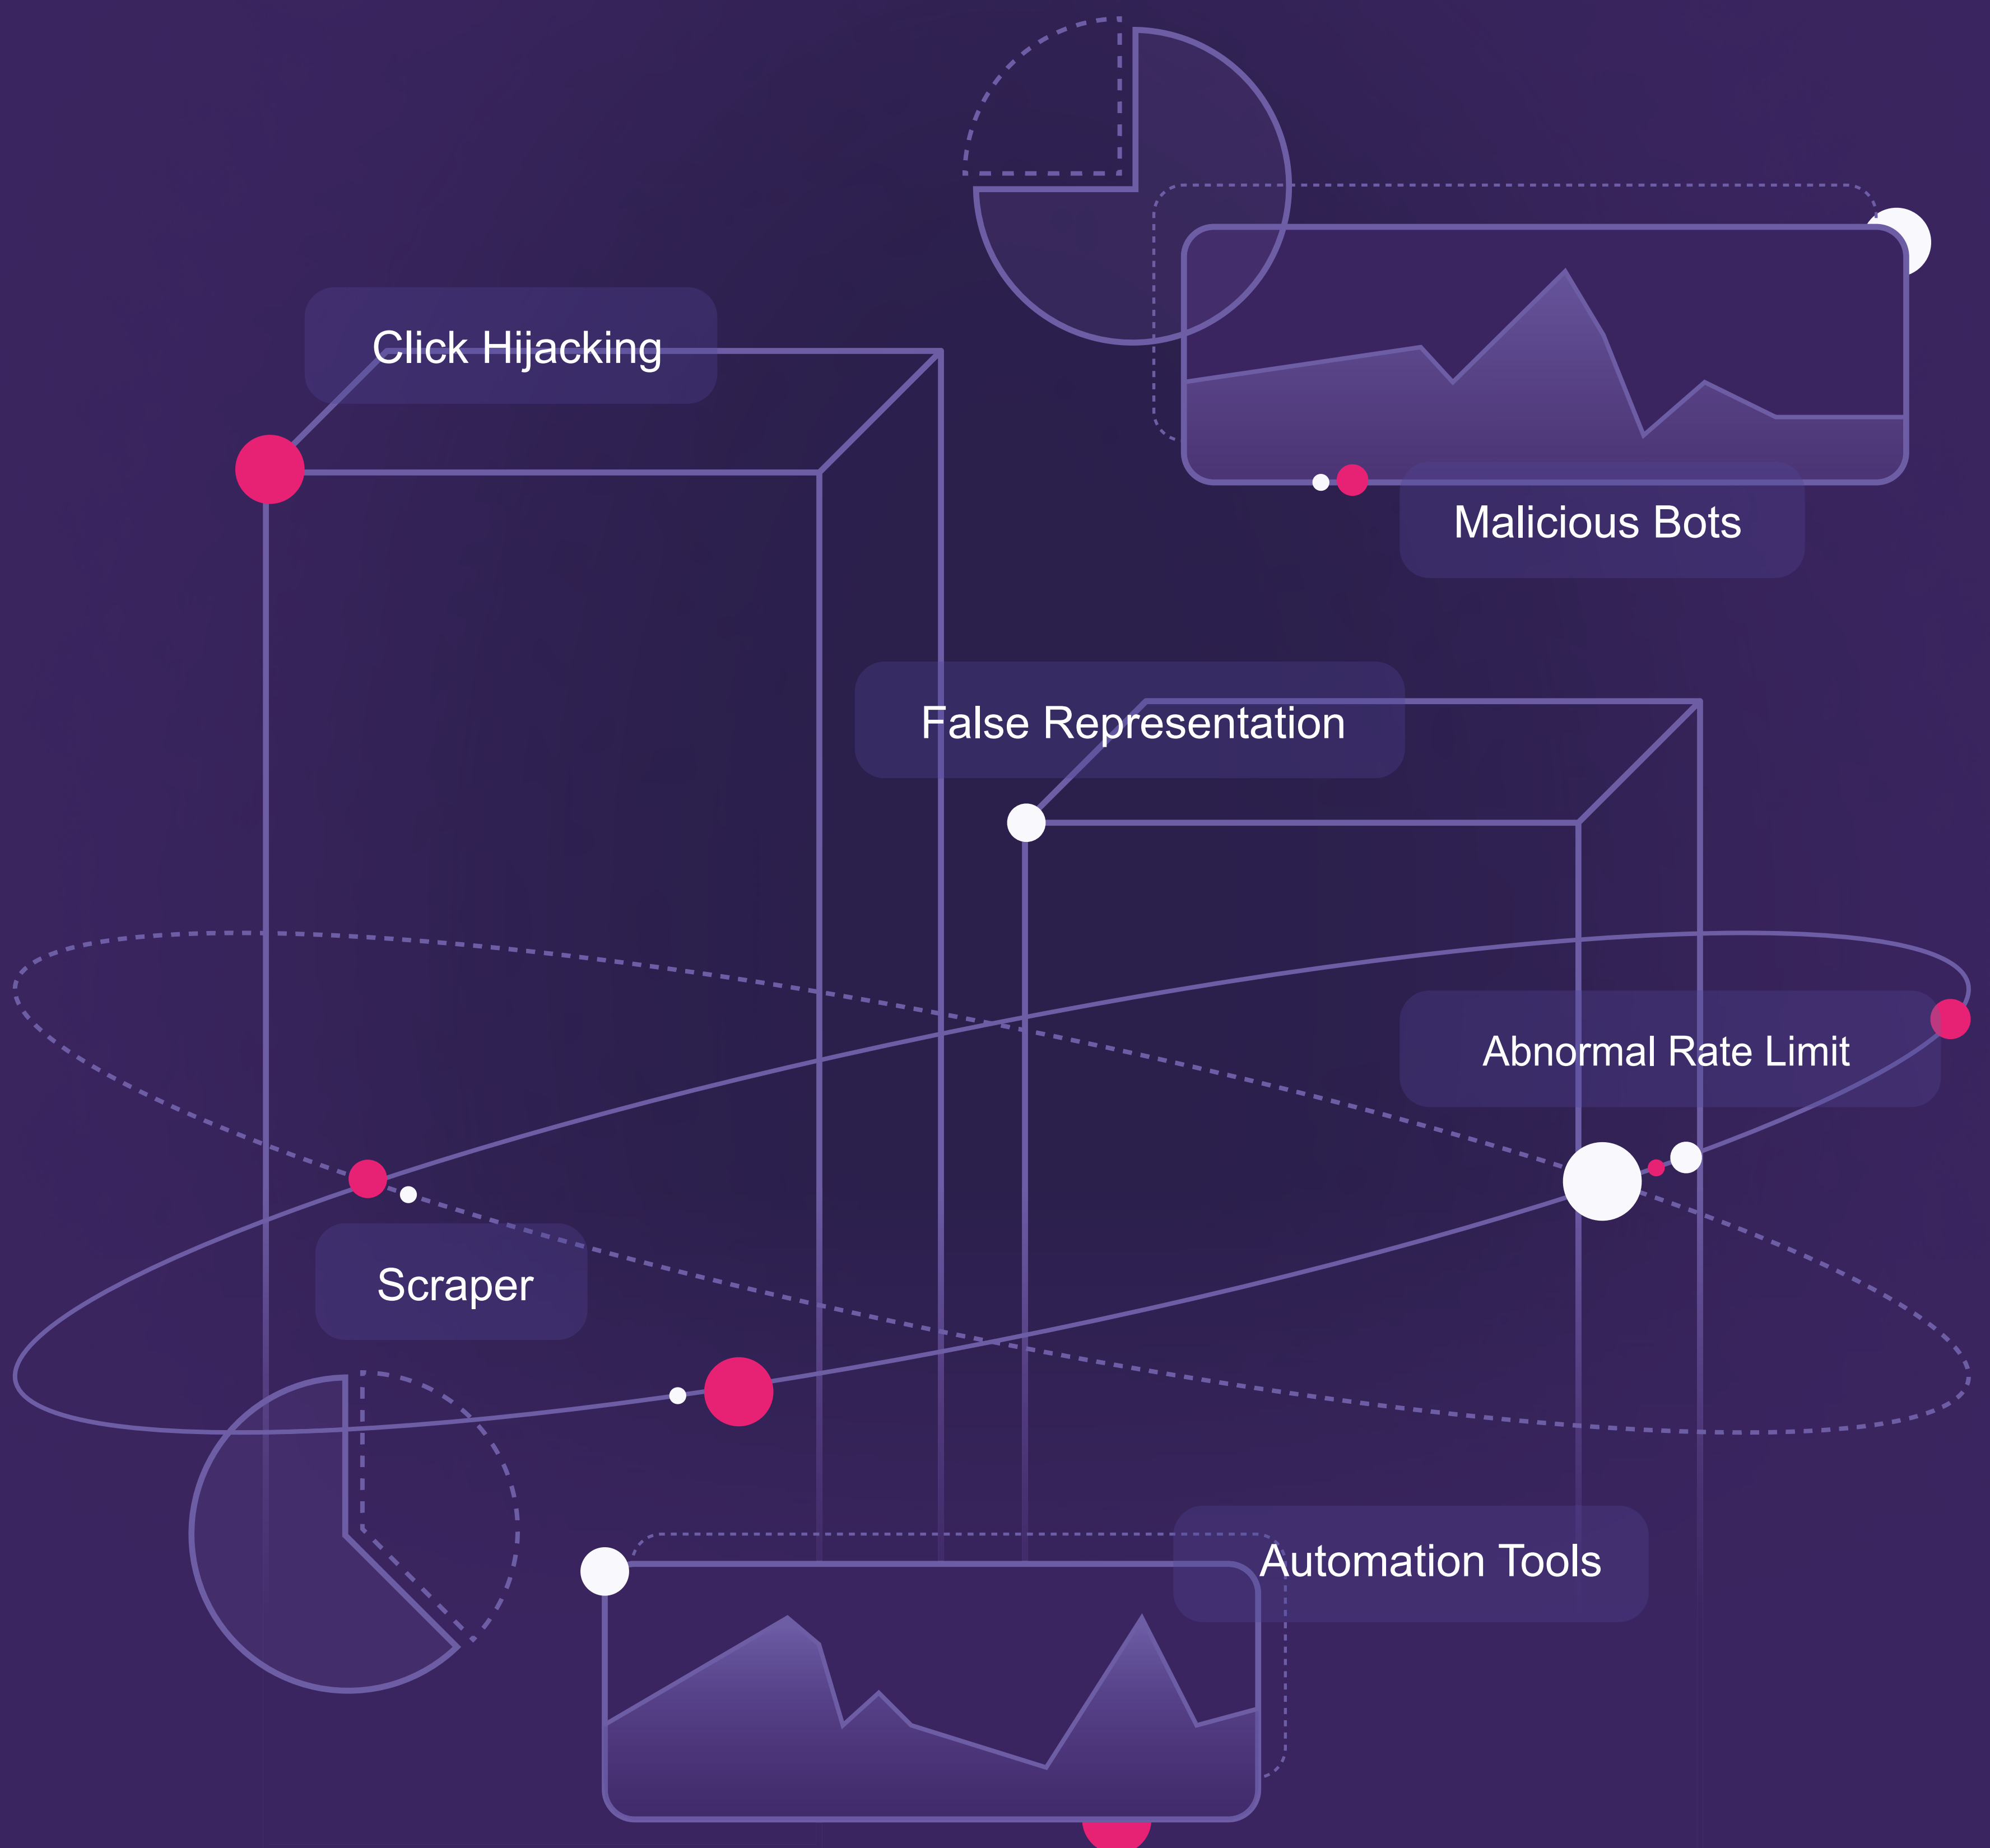 Click Hijacking
Malicious Bots
False Representation
Abnormal Rate Limit
Scraper
Automation Tools